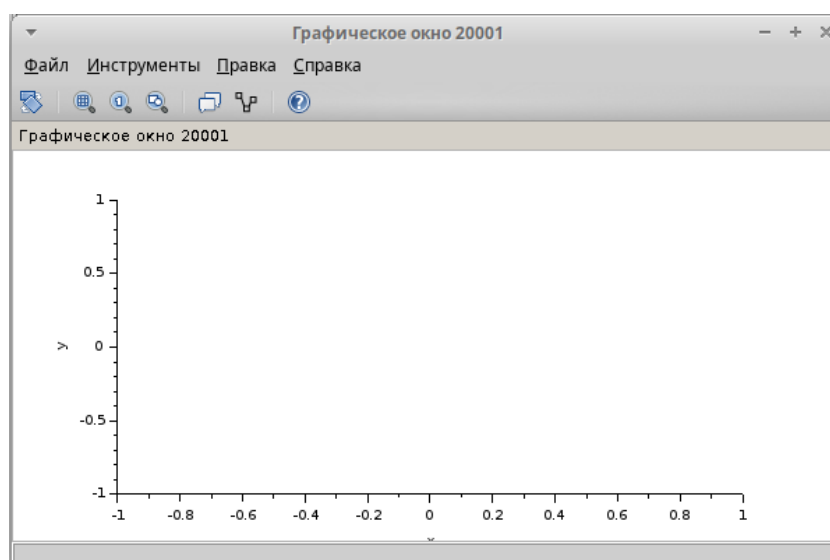 Графическое окно 20001
Файл Инструменты Правка Справка
Графическое окно 20001
1
0.5
y
0
-0.5
-1
-1 -0.8 -0.6 -0.4 -0.2 0 0.2 0.4 0.6 0.8 1